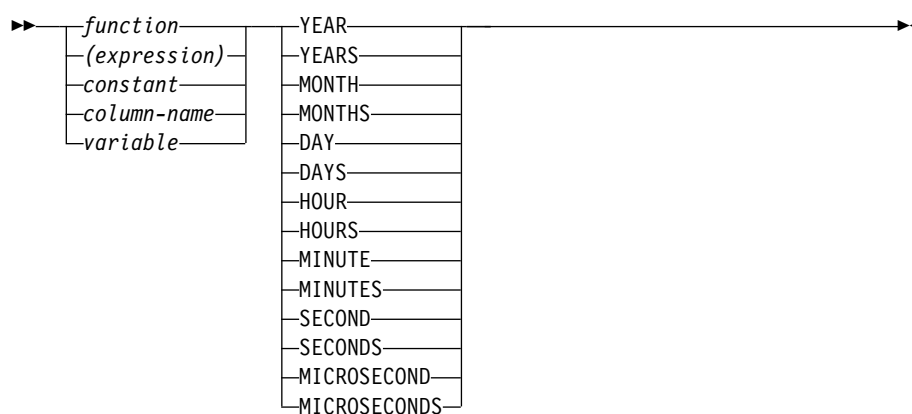 function YEAR
(expression) YEARS
constant MONTH
column-name MONTHS
variable DAY
DAYS
HOUR
HOURS
MINUTE
MINUTES
SECOND
SECONDS
MICROSECOND
MICROSECONDS